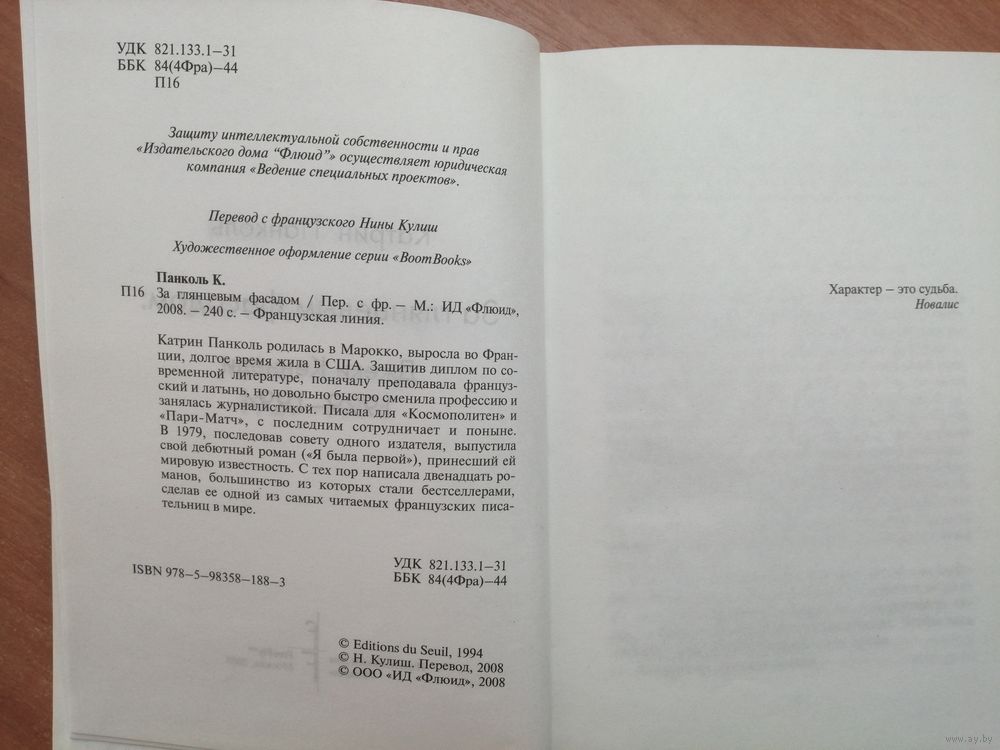 УДК 821.133.1–31
ББК 84(4Фра)–44
П16
Защиту интеллектуальной собственности и прав
«Издательского дома “Флюид”» осуществляет юридическая
компания «Ведение специальных проектов».
Перевод с французского Нины Кулиш
Художественное оформление серии «BoomBooks»
Панколь К.
П16 За глянцевым фасадом / Пер. с фр. – М.: ИД «Флюид»,
2008. – 240 с. – Французская линия.
Катрин Панколь родилась в Марокко, выросла во Фран-
ции, долгое время жила в США. Защитив диплом по со-
временной литературе, поначалу преподавала француз-
ский и латынь, но довольно быстро сменила профессию и
занялась журналистикой. Писала для «Космополитен» и
«Пари-Матч», с последним сотрудничает и поныне.
В 1979, последовав совету одного издателя, выпустила
свой дебютный роман («Я была первой»), принесший ей
мировую известность. С тех пор написала двенадцать ро-
манов, большинство из которых стали бестселлерами,
сделав ее одной из самых читаемых французских писа-
тельниц в мире.
УДК 821.133.1–31
ISBN 978–5–98358–188–3 ББК 84(4Фра)–44
© Editions du Seuil, 1994
© Н. Кулиш. Перевод, 2008
© ООО «ИД «Флюид», 2008
Характер – это судьба.
Новалис
www.ay.by